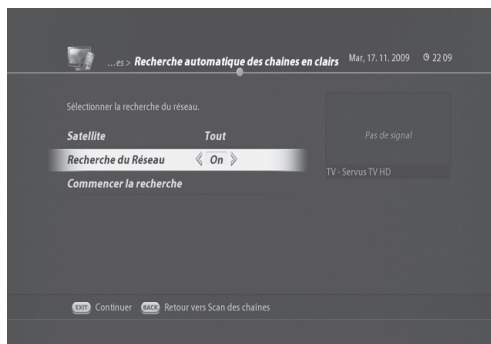 ...es > Recherche automatique des chaînes en clairs Mar, 17. 11. 2009 22 09
Sélectionner la recherche du réseau.
Satellite Tout
Pas de signal
Recherche du Réseau On
TV - Servus TV HD
Commencer la recherche
EXIT Continuer BACK Retour vers Scan des chaînes